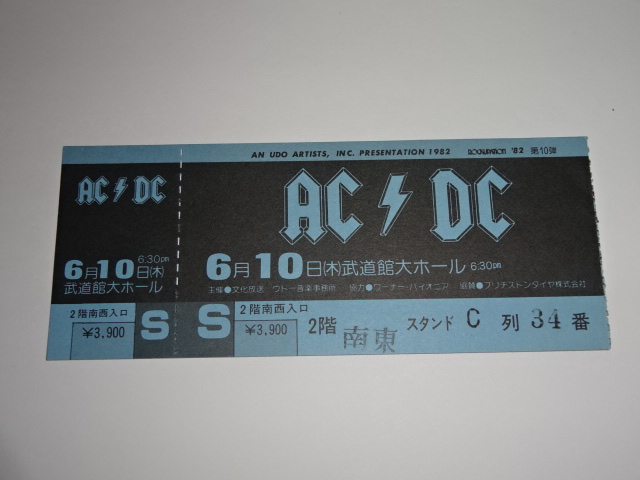 AC⚡DC
6:30pm
6月10日(木)
武道館大ホール
2階南西入口
¥3,900
S
AN UDO ARTISTS, INC. PRESENTATION 1982 ROCKUPATION '82 第10弾
AC⚡DC
6月10日(木)武道館大ホール 6:30pm
主催●文化放送 ウドー音楽事務所 協力●ワーナー・パイオニア 協賛●ブリヂストンタイヤ株式会社
S
2階南西入口
¥3,900
2階 南東 スタンド C 列 34 番